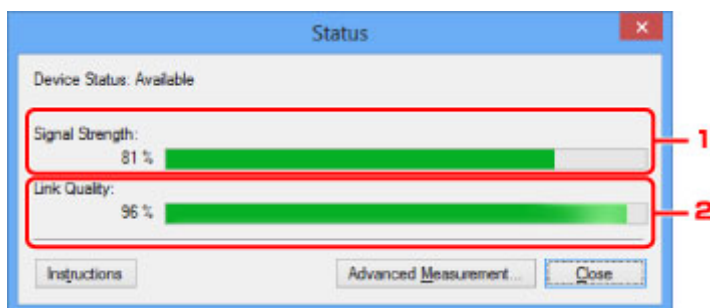 Status
Device Status: Available
Signal Strength:
81 %
1
Link Quality:
96 %
2
Instructions Advanced Measurement... Close